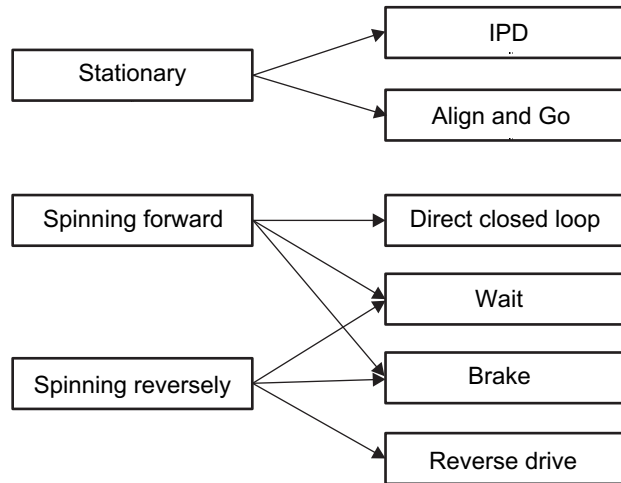 Stationary
IPD
Align and Go
Spinning forward
Direct closed loop
Wait
Spinning reversely
Brake
Reverse drive